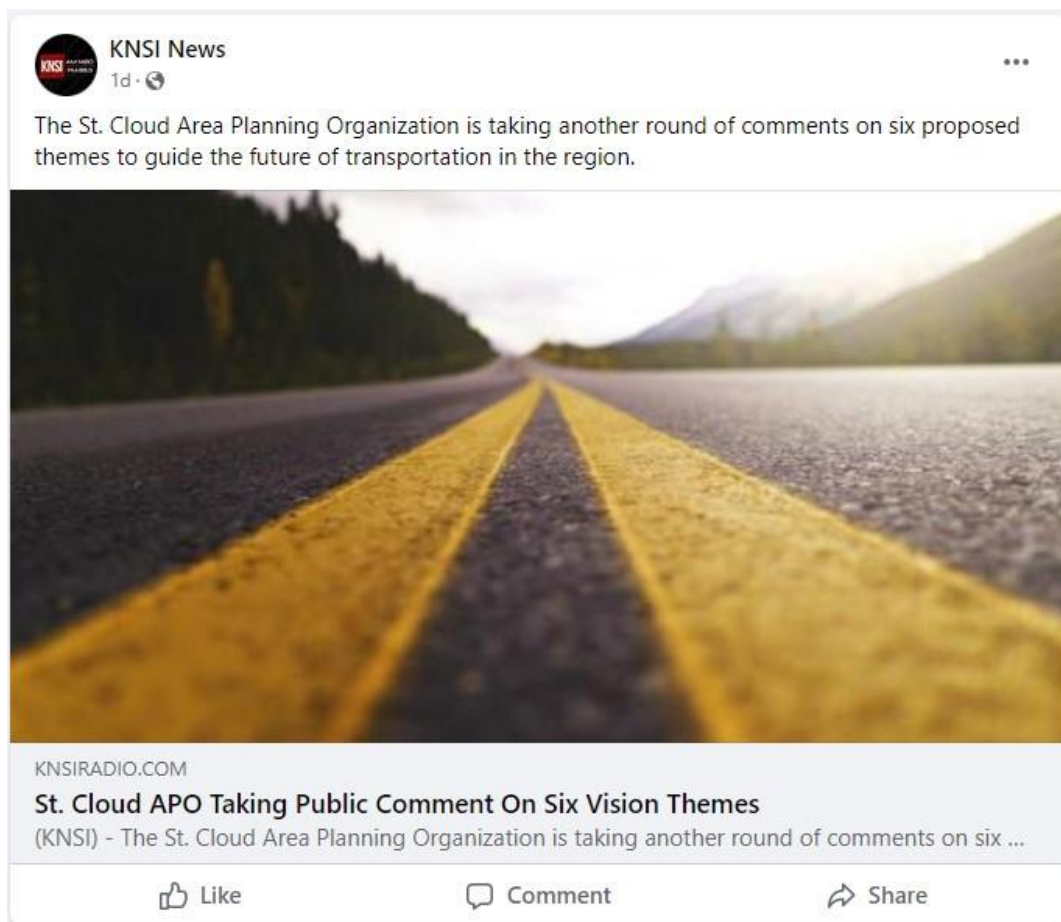 KNSI News
KNSI
1d ·
The St. Cloud Area Planning Organization is taking another round of comments on six proposed
themes to guide the future of transportation in the region.
KNSIRADIO.COM
St. Cloud APO Taking Public Comment On Six Vision Themes
(KNSI) - The St. Cloud Area Planning Organization is taking another round of comments on six ...
Like
Comment
Share